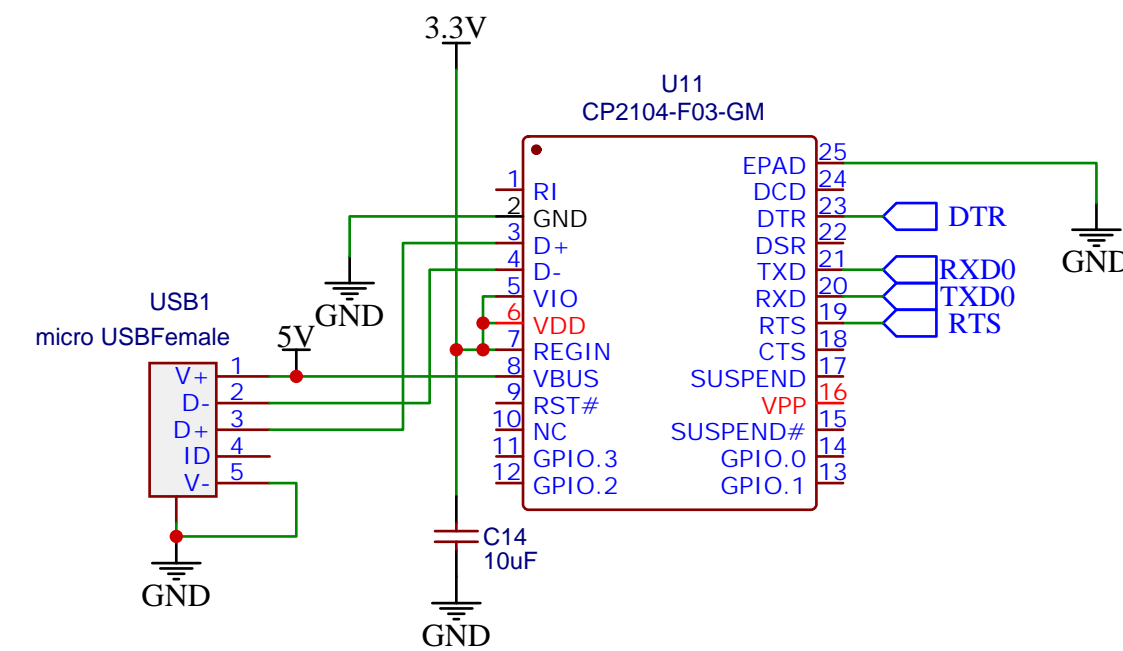 3.3V
U11
CP2104-F03-GM
1 RI
2 GND
3 D+
4 D-
5 VIO
6 VDD
7 REGIN
8 VBUS
9 RST#
10 NC
11 GPIO.3
12 GPIO.2
EPAD 25
DCD 24
DTR 23
DSR 22
TXD 21
RXD 20
RTS 19
CTS 18
SUSPEND 17
VPP 16
SUSPEND# 15
GPIO.0 14
GPIO.1 13
DTR
RXD0
TXD0
RTS
GND
GND
USB1
micro USBFemale
5V
V+ 1
D- 2
D+ 3
ID 4
V- 5
GND
C14
10uF
GND